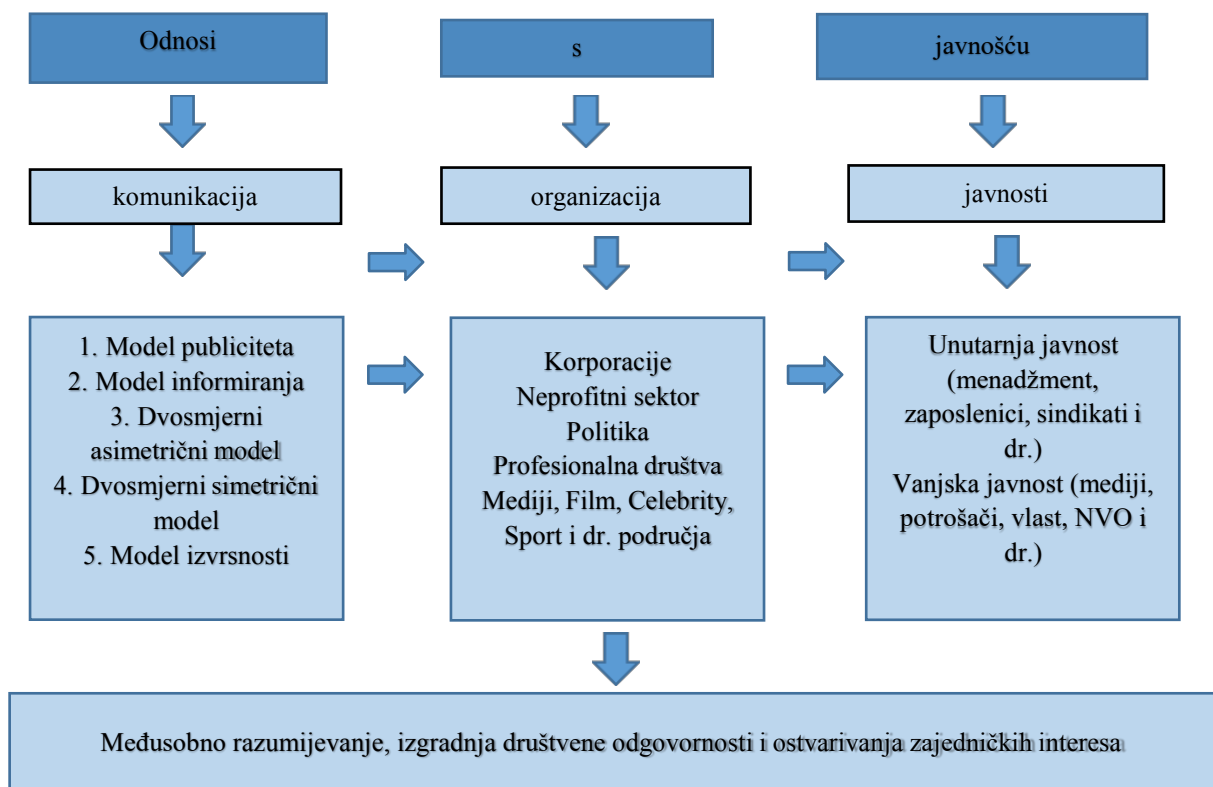 Odnosi
s
javnošću
komunikacija
organizacija
javnosti
1. Model publiciteta
2. Model informiranja
3. Dvosmjerni
asimetrični model
4. Dvosmjerni simetrični
model
5. Model izvrsnosti
Korporacije
Neprofitni sektor
Politika
Profesionalna društva
Mediji, Film, Celebrity,
Sport i dr. područja
Unutarnja javnost
(menadžment,
zaposlenici, sindikati i
dr.)
Vanjska javnost (mediji,
potrošači, vlast, NVO i
dr.)
Međusobno razumijevanje, izgradnja društvene odgovornosti i ostvarivanja zajedničkih interesa